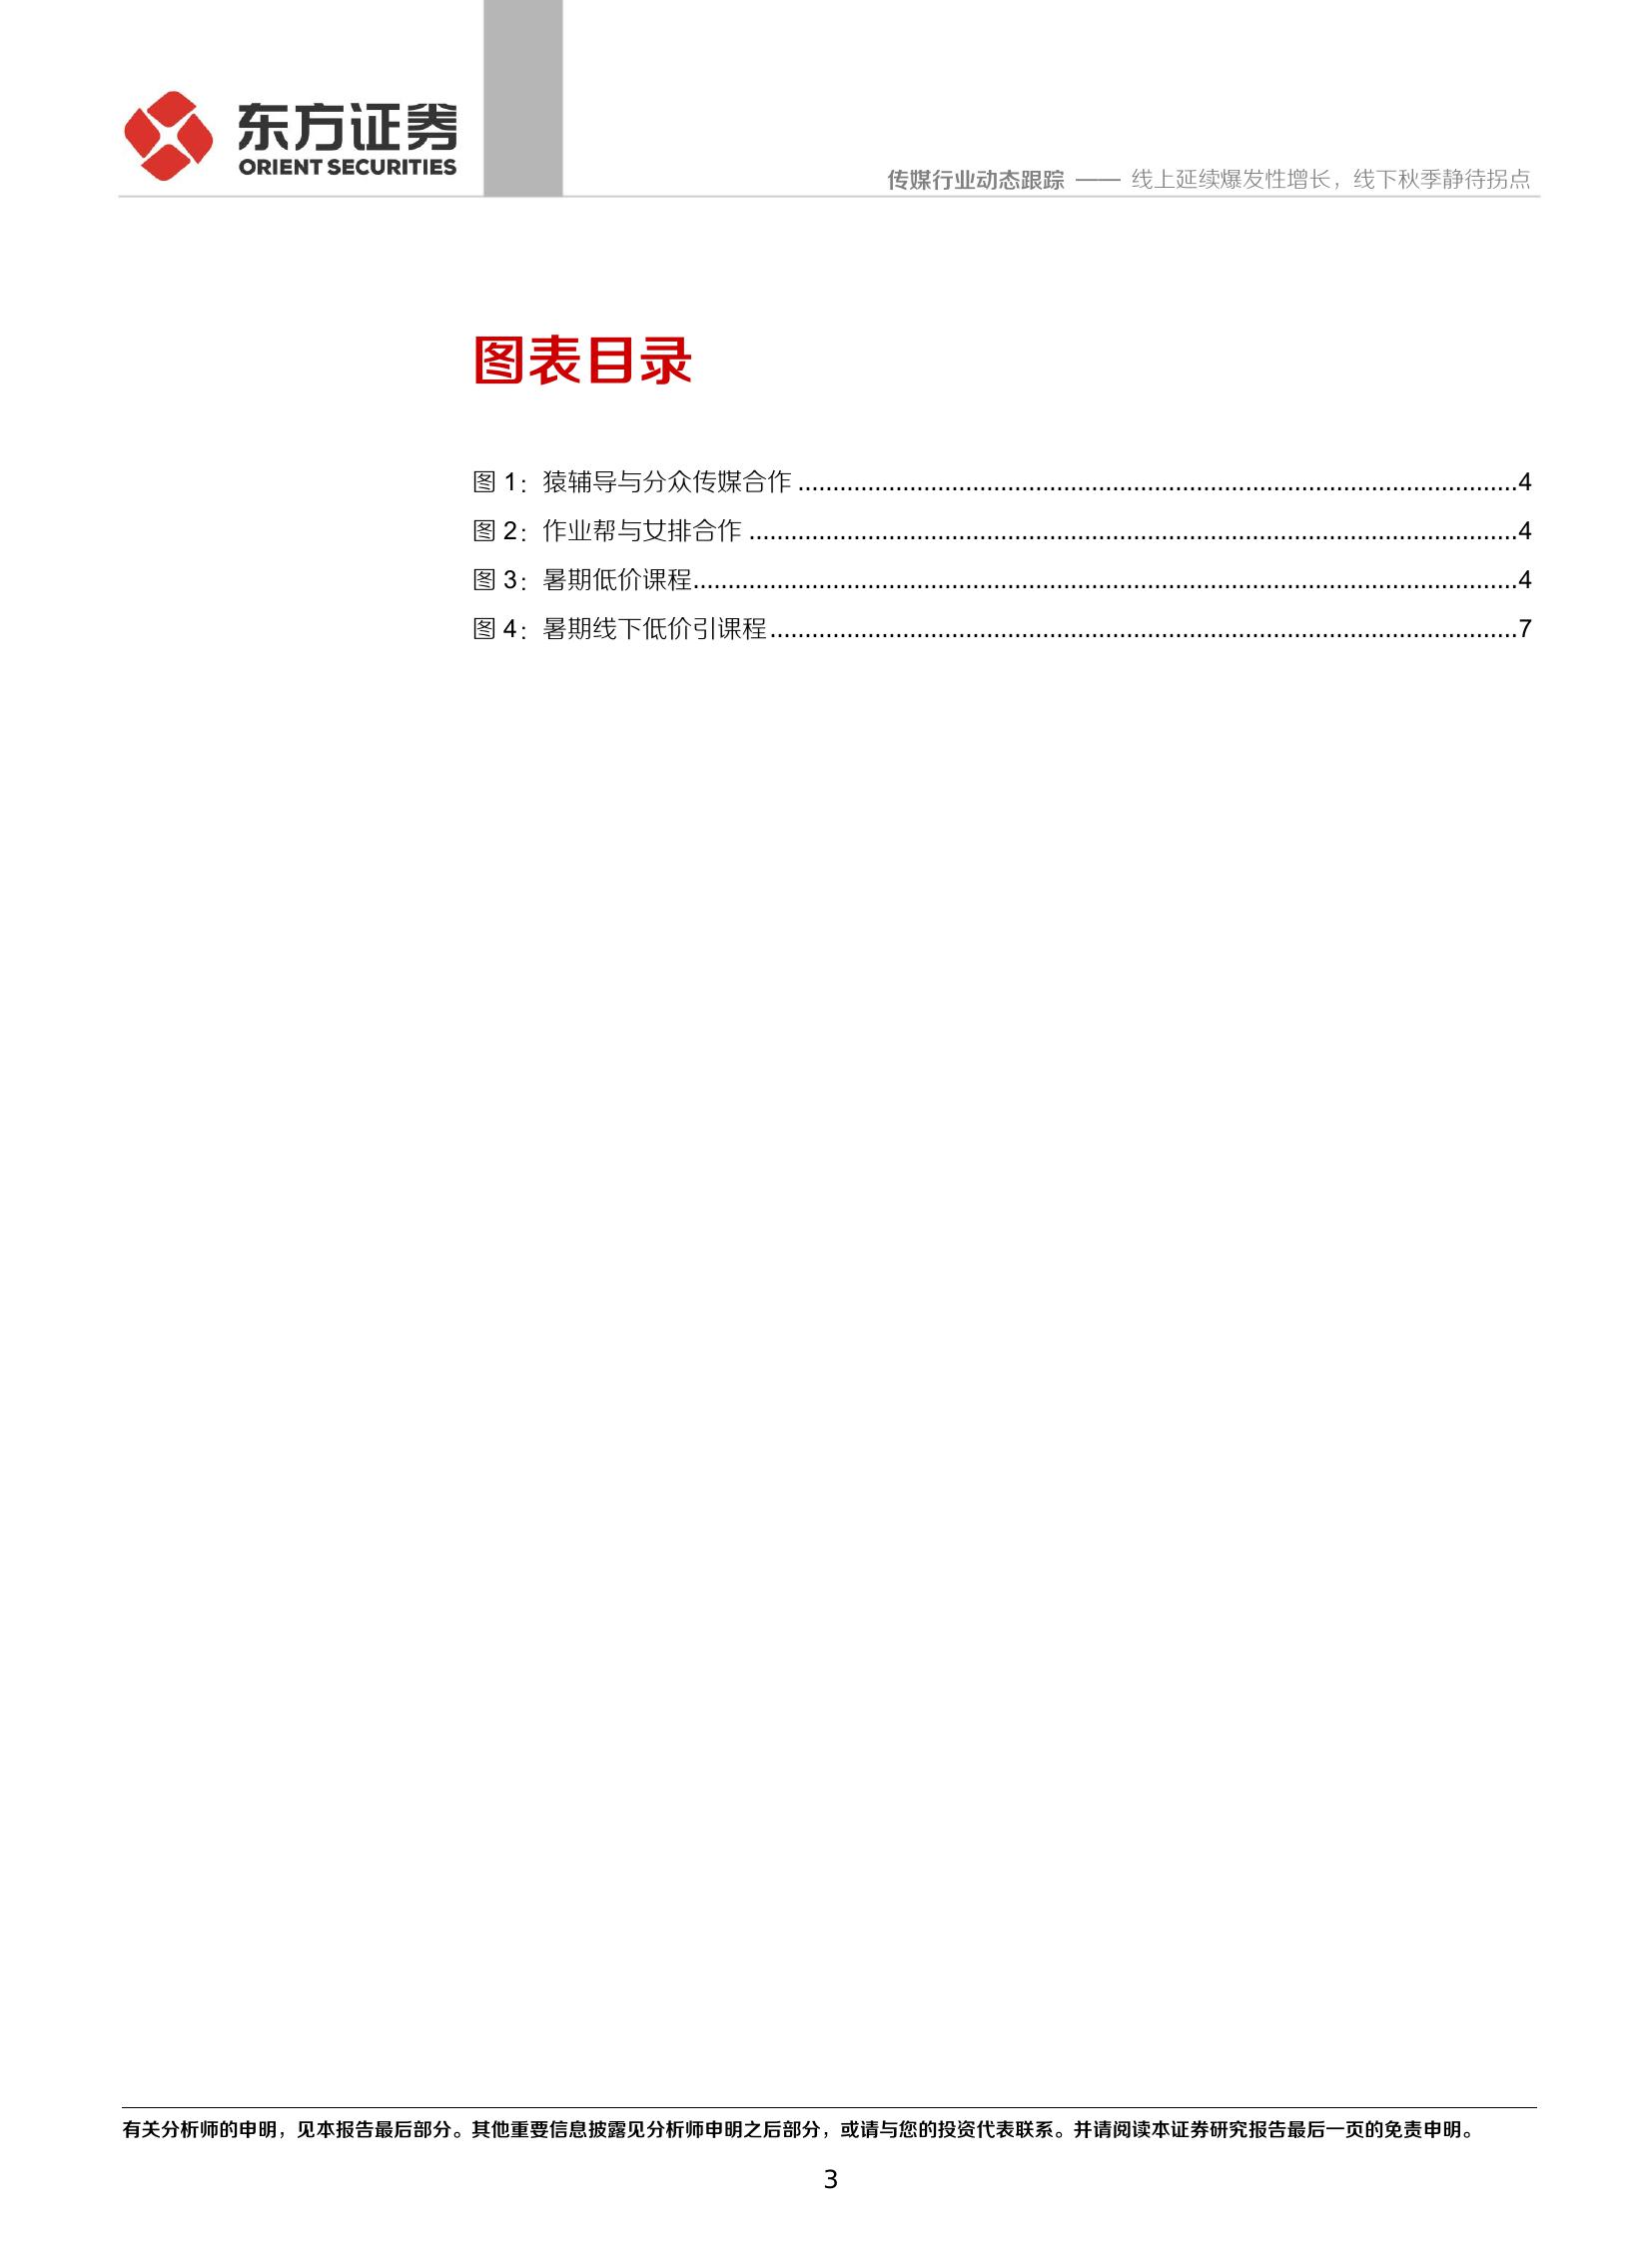 东方证券
ORIENT SECURITIES
传媒行业动态跟踪 —— 线上延续爆发性增长，线下秋季静待拐点
图表目录
图 1：猿辅导与分众传媒合作 ........................................................................................................4
图 2：作业帮与女排合作 ...............................................................................................................4
图 3：暑期低价课程.......................................................................................................................4
图 4：暑期线下低价引课程............................................................................................................7
有关分析师的申明，见本报告最后部分。其他重要信息披露见分析师申明之后部分，或请与您的投资代表联系。并请阅读本证券研究报告最后一页的免责申明。
3